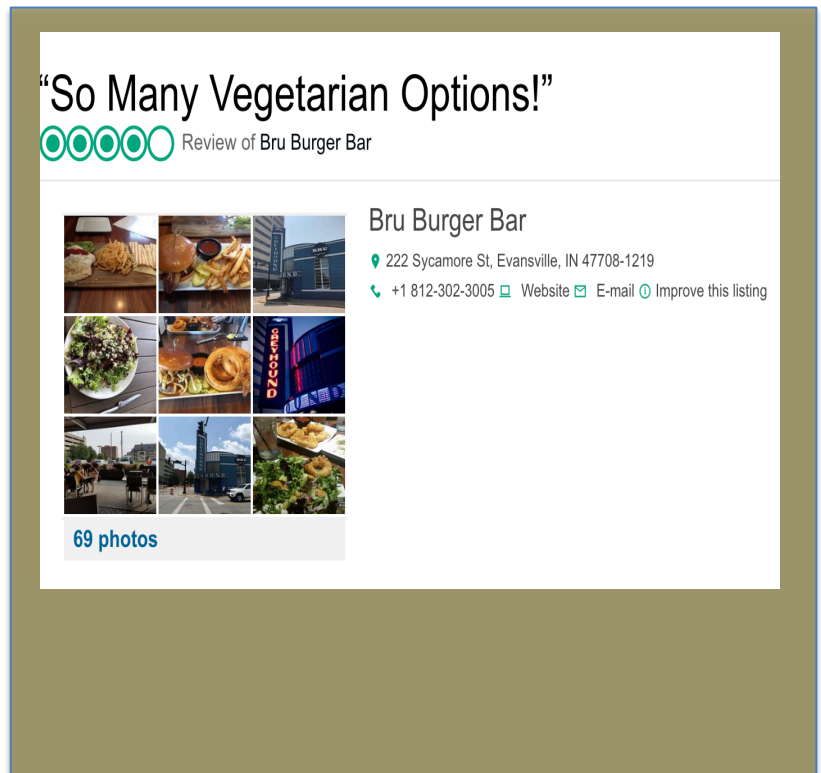 “So Many Vegetarian Options!”
Review of Bru Burger Bar
Bru Burger Bar
222 Sycamore St, Evansville, IN 47708-1219
+1 812-302-3005 Website E-mail Improve this listing
GREYHOUND
69 photos